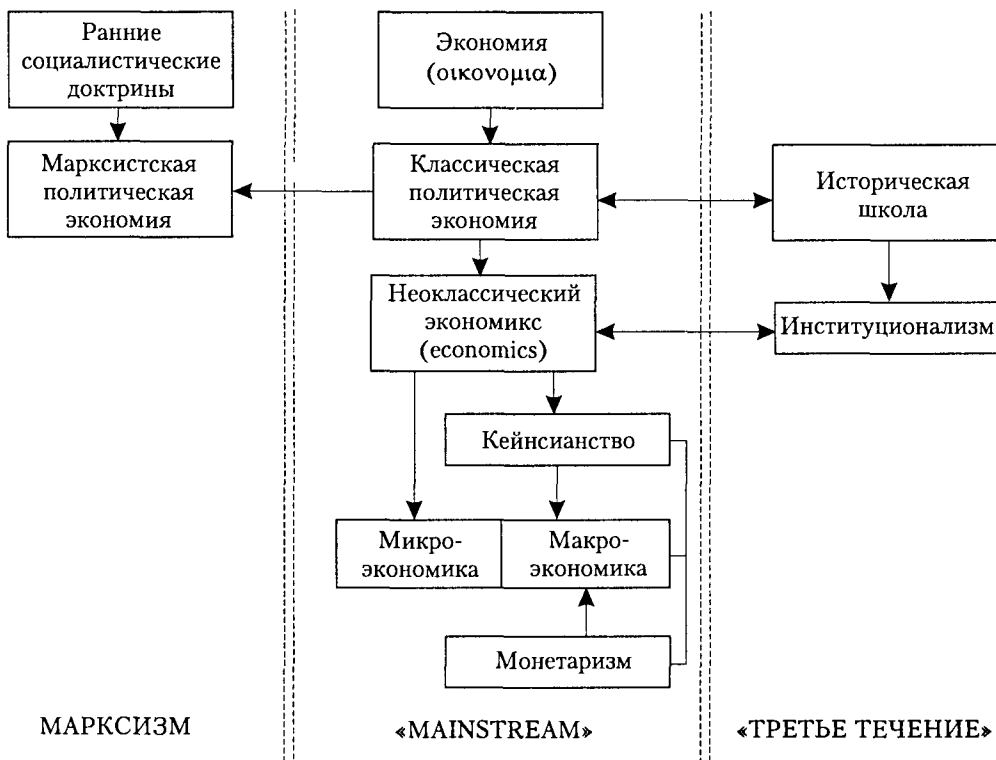 Ранние
социалистические
доктрины
Экономия
(οικονομια)
Марксистская
политическая
экономия
Классическая
политическая
экономия
Историческая
школа
Неоклассический
экономикс
(economics)
Институционализм
Кейнсианство
Микро-
экономика
Макро-
экономика
Монетаризм
МАРКСИЗМ
«MAINSTREAM»
«ТРЕТЬЕ ТЕЧЕНИЕ»